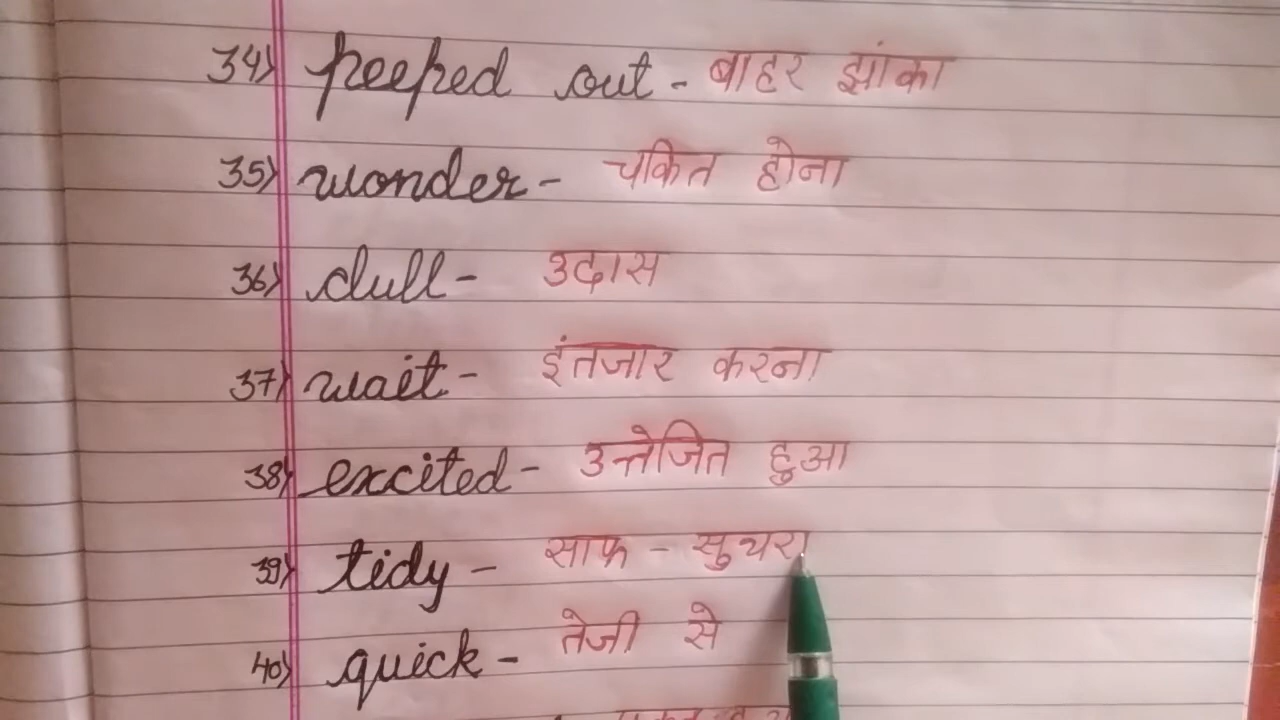 34) peeped out - बाहर झांका
35) wonder - चकित होना
36) dull - उदास
37) wait - इंतजार करना
38) excited - उत्तेजित हुआ
39) tidy - साफ - सुथरा
40) quick - तेजी से